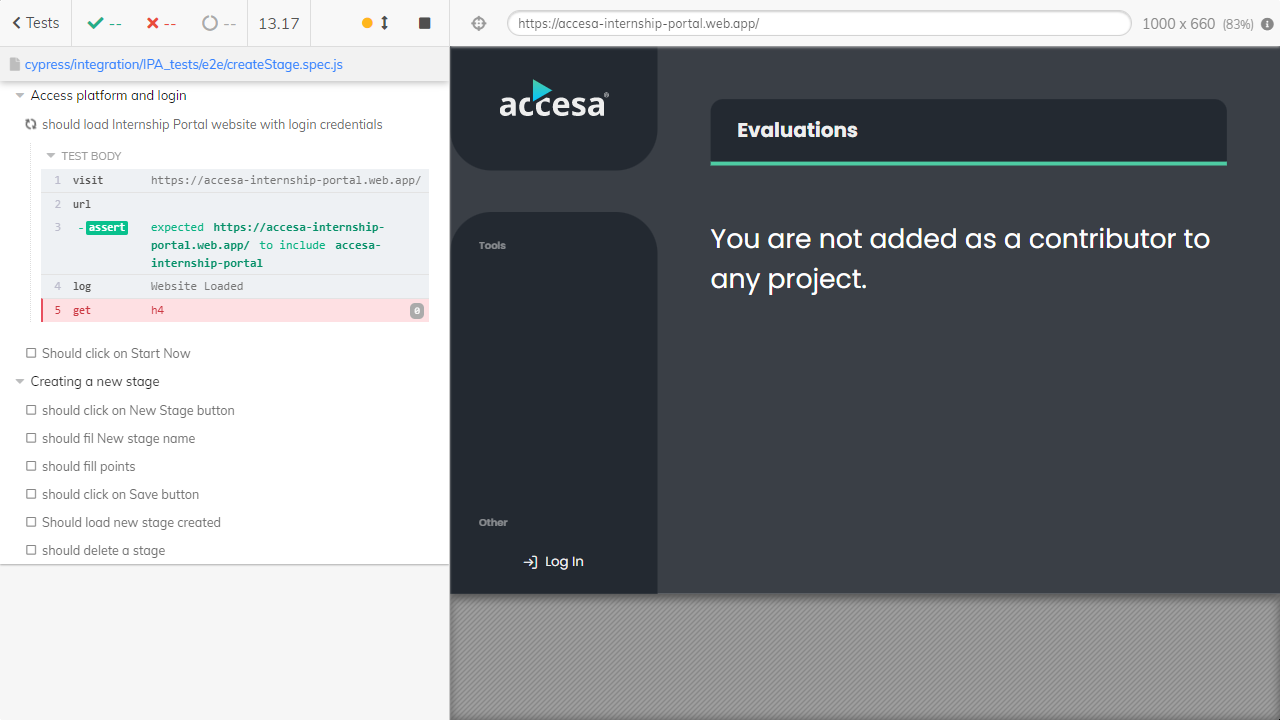 Tests
--
--
--
13.17
https://accesa-internship-portal.web.app/
1000 x 660 (83%)
cypress/integration/IPA_tests/e2e/createStage.spec.js
Access platform and login
should load Internship Portal website with login credentials
TEST BODY
1 visit https://accesa-internship-portal.web.app/
2 url
3 -assert expected https://accesa-internship-
portal.web.app/ to include accesa-
internship-portal
4 log Website Loaded
5 get h4 0
Should click on Start Now
Creating a new stage
should click on New Stage button
should fil New stage name
should fill points
should click on Save button
Should load new stage created
should delete a stage
accesa®
Tools
Other
Log In
Evaluations
You are not added as a contributor to
any project.